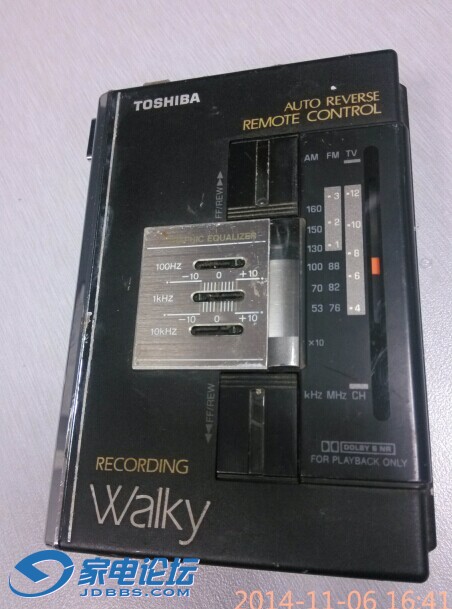 TOSHIBA
AUTO REVERSE
REMOTE CONTROL
AM FM TV
FF/REW
3 12
160
150 2 10
130 1
100 88 8
70 82 6
53 76 4
×10
kHz MHz CH
EQUALIZER
100HZ
-10 0 +10
1kHZ
-10 0 +10
10kHZ
FF/REW
DOLBY B NR
FOR PLAYBACK ONLY
RECORDING
Walky
家电论坛
JDBBS.COM
2014-11-06 16:41